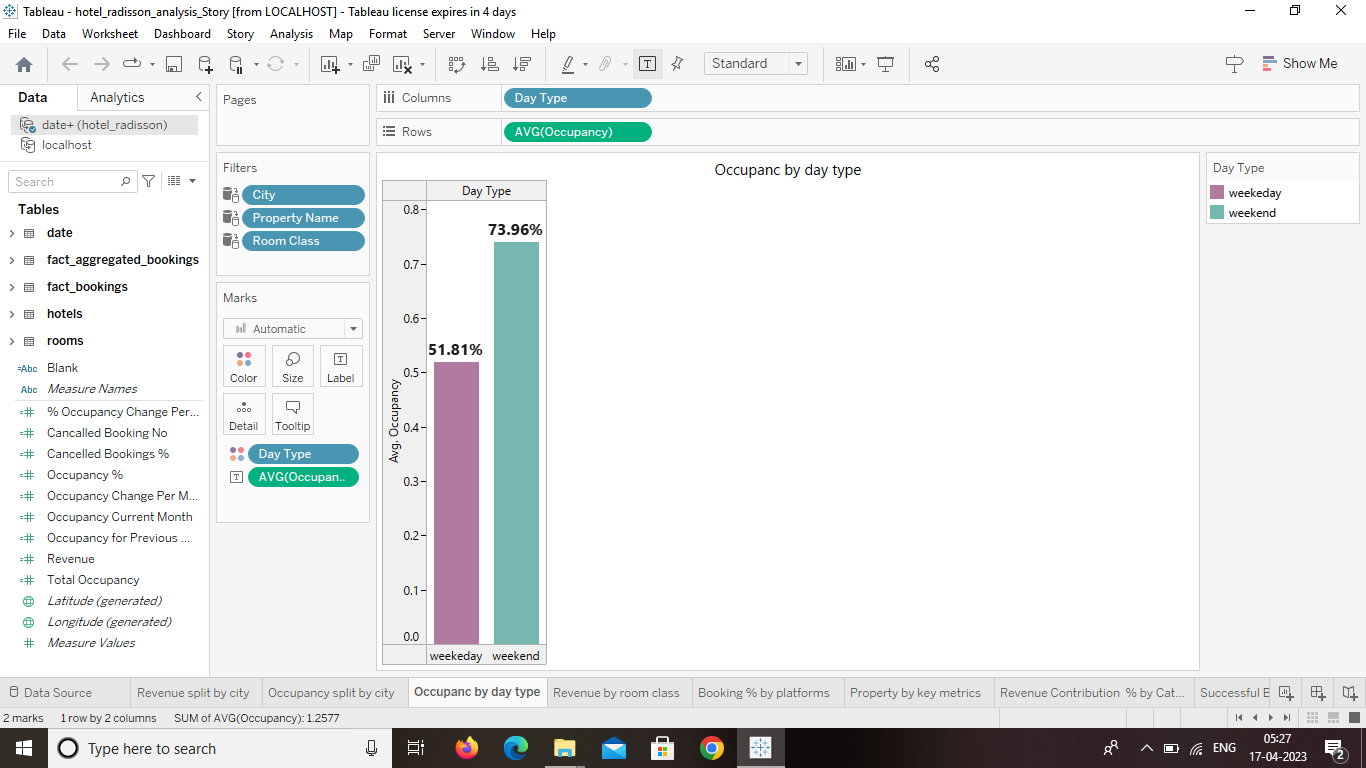 Tableau - hotel_radisson_analysis_Story [from LOCALHOST] - Tableau license expires in 4 days
File Data Worksheet Dashboard Story Analysis Map Format Server Window Help
Standard
Show Me
Data Analytics
date+ (hotel_radisson)
localhost
Search
Tables
date
fact_aggregated_bookings
fact_bookings
hotels
rooms
=Abc Blank
Abc Measure Names
% Occupancy Change Per...
Cancelled Booking No
Cancelled Bookings %
Occupancy %
Occupancy Change Per M...
Occupancy Current Month
Occupancy for Previous ...
Revenue
Total Occupancy
Latitude (generated)
Longitude (generated)
Measure Values
Pages
Filters
City
Property Name
Room Class
Marks
Automatic
Color Size Label
Detail Tooltip
Day Type
AVG(Occupan..
Columns Day Type
Rows AVG(Occupancy)
Occupanc by day type
Day Type
0.8
73.96%
0.7
0.6
51.81%
0.5
Avg. Occupancy
0.4
0.3
0.2
0.1
0.0
weekeday weekend
Day Type
weekeday
weekend
Data Source Revenue split by city Occupancy split by city Occupanc by day type Revenue by room class Booking % by platforms Property by key metrics Revenue Contribution % by Cat... Successful B
2 marks 1 row by 2 columns SUM of AVG(Occupancy): 1.2577
Type here to search
ENG
05:27
17-04-2023
2